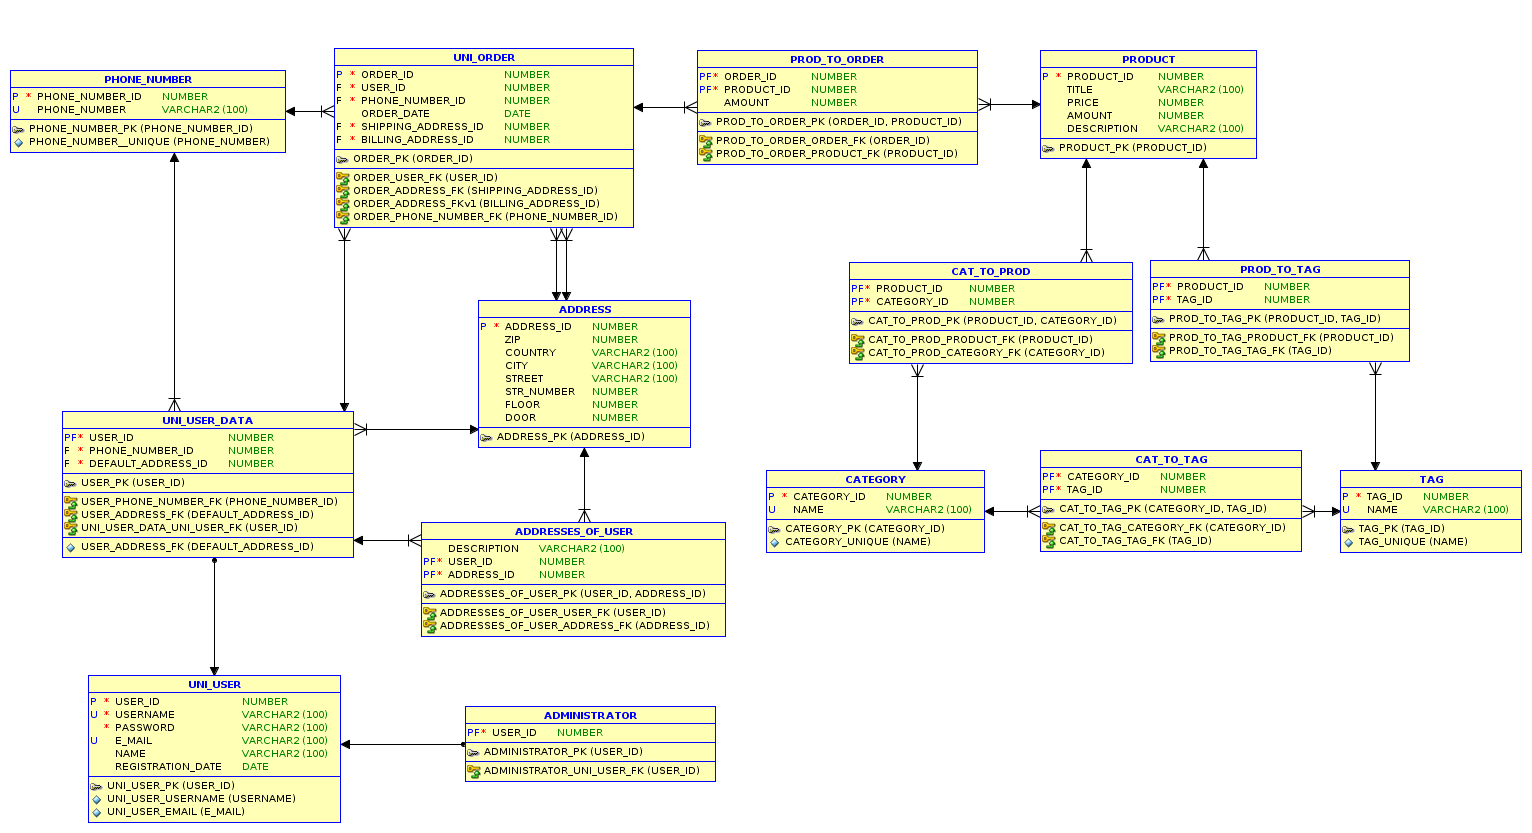 PHONE_NUMBER
P * PHONE_NUMBER_ID NUMBER
U PHONE_NUMBER VARCHAR2 (100)
PHONE_NUMBER_PK (PHONE_NUMBER_ID)
PHONE_NUMBER__UNIQUE (PHONE_NUMBER)
UNI_ORDER
P * ORDER_ID NUMBER
F * USER_ID NUMBER
F * PHONE_NUMBER_ID NUMBER
ORDER_DATE DATE
F * SHIPPING_ADDRESS_ID NUMBER
F * BILLING_ADDRESS_ID NUMBER
ORDER_PK (ORDER_ID)
ORDER_USER_FK (USER_ID)
ORDER_ADDRESS_FK (SHIPPING_ADDRESS_ID)
ORDER_ADDRESS_FKv1 (BILLING_ADDRESS_ID)
ORDER_PHONE_NUMBER_FK (PHONE_NUMBER_ID)
PROD_TO_ORDER
PF* ORDER_ID NUMBER
PF* PRODUCT_ID NUMBER
AMOUNT NUMBER
PROD_TO_ORDER_PK (ORDER_ID, PRODUCT_ID)
PROD_TO_ORDER_ORDER_FK (ORDER_ID)
PROD_TO_ORDER_PRODUCT_FK (PRODUCT_ID)
PRODUCT
P * PRODUCT_ID NUMBER
TITLE VARCHAR2 (100)
PRICE NUMBER
AMOUNT NUMBER
DESCRIPTION VARCHAR2 (100)
PRODUCT_PK (PRODUCT_ID)
CAT_TO_PROD
PF* PRODUCT_ID NUMBER
PF* CATEGORY_ID NUMBER
CAT_TO_PROD_PK (PRODUCT_ID, CATEGORY_ID)
CAT_TO_PROD_PRODUCT_FK (PRODUCT_ID)
CAT_TO_PROD_CATEGORY_FK (CATEGORY_ID)
PROD_TO_TAG
PF* PRODUCT_ID NUMBER
PF* TAG_ID NUMBER
PROD_TO_TAG_PK (PRODUCT_ID, TAG_ID)
PROD_TO_TAG_PRODUCT_FK (PRODUCT_ID)
PROD_TO_TAG_TAG_FK (TAG_ID)
ADDRESS
P * ADDRESS_ID NUMBER
ZIP NUMBER
COUNTRY VARCHAR2 (100)
CITY VARCHAR2 (100)
STREET VARCHAR2 (100)
STR_NUMBER NUMBER
FLOOR NUMBER
DOOR NUMBER
ADDRESS_PK (ADDRESS_ID)
UNI_USER_DATA
PF* USER_ID NUMBER
F * PHONE_NUMBER_ID NUMBER
F * DEFAULT_ADDRESS_ID NUMBER
USER_PK (USER_ID)
USER_PHONE_NUMBER_FK (PHONE_NUMBER_ID)
USER_ADDRESS_FK (DEFAULT_ADDRESS_ID)
UNI_USER_DATA_UNI_USER_FK (USER_ID)
USER_ADDRESS_FK (DEFAULT_ADDRESS_ID)
CATEGORY
P * CATEGORY_ID NUMBER
U NAME VARCHAR2 (100)
CATEGORY_PK (CATEGORY_ID)
CATEGORY_UNIQUE (NAME)
CAT_TO_TAG
PF* CATEGORY_ID NUMBER
PF* TAG_ID NUMBER
CAT_TO_TAG_PK (CATEGORY_ID, TAG_ID)
CAT_TO_TAG_CATEGORY_FK (CATEGORY_ID)
CAT_TO_TAG_TAG_FK (TAG_ID)
TAG
P * TAG_ID NUMBER
U NAME VARCHAR2 (100)
TAG_PK (TAG_ID)
TAG_UNIQUE (NAME)
ADDRESSES_OF_USER
DESCRIPTION VARCHAR2 (100)
PF* USER_ID NUMBER
PF* ADDRESS_ID NUMBER
ADDRESSES_OF_USER_PK (USER_ID, ADDRESS_ID)
ADDRESSES_OF_USER_USER_FK (USER_ID)
ADDRESSES_OF_USER_ADDRESS_FK (ADDRESS_ID)
UNI_USER
P * USER_ID NUMBER
U * USERNAME VARCHAR2 (100)
* PASSWORD VARCHAR2 (100)
U E_MAIL VARCHAR2 (100)
NAME VARCHAR2 (100)
REGISTRATION_DATE DATE
UNI_USER_PK (USER_ID)
UNI_USER_USERNAME (USERNAME)
UNI_USER_EMAIL (E_MAIL)
ADMINISTRATOR
PF* USER_ID NUMBER
ADMINISTRATOR_PK (USER_ID)
ADMINISTRATOR_UNI_USER_FK (USER_ID)